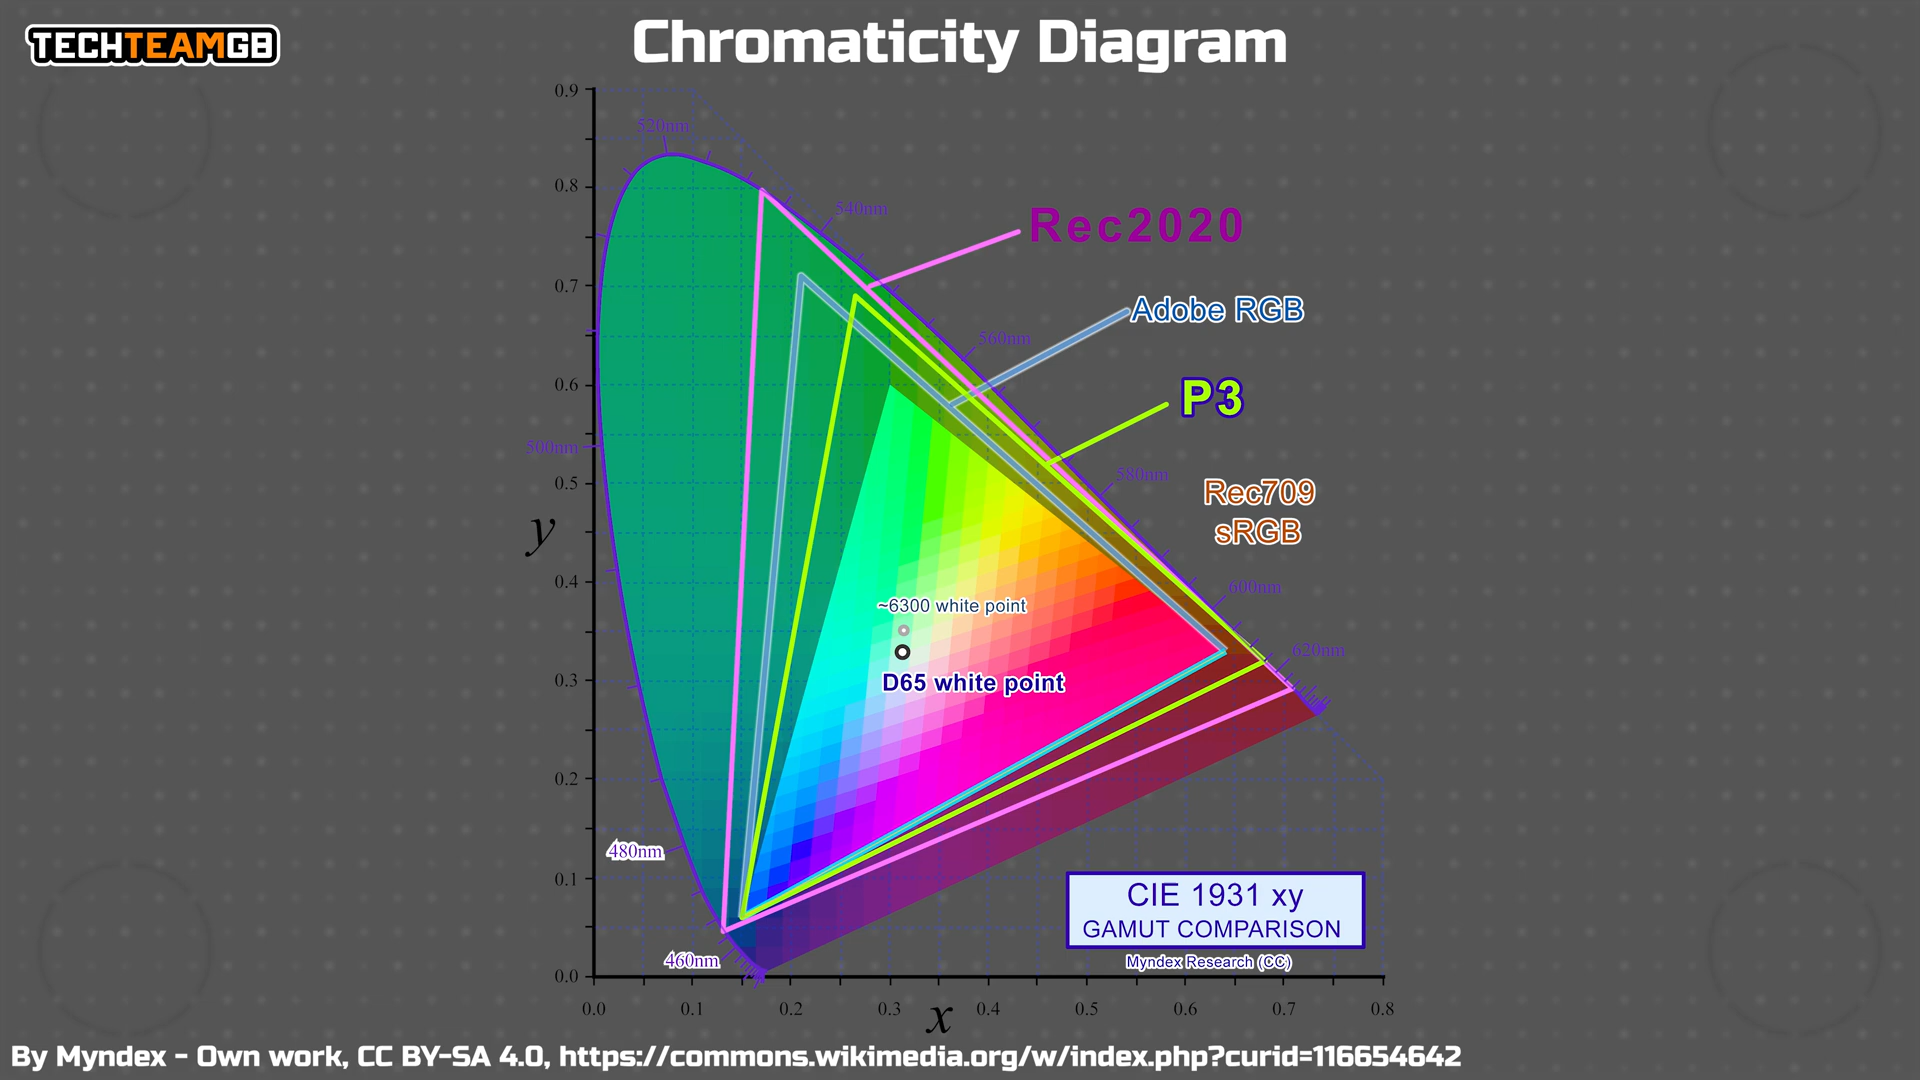 TECHTEAMGB
Chromaticity Diagram
0.9
520nm
0.8
540nm
Rec2020
0.7
Adobe RGB
560nm
0.6
P3
500nm
580nm
0.5
Rec709
sRGB
y
0.4
600nm
~6300 white point
620nm
0.3
D65 white point
0.2
480nm
0.1
CIE 1931 xy
GAMUT COMPARISON
460nm
Myndex Research (CC)
0.0
0.0 0.1 0.2 0.3 0.4 0.5 0.6 0.7 0.8
x
By Myndex - Own work, CC BY-SA 4.0, https://commons.wikimedia.org/w/index.php?curid=116654642